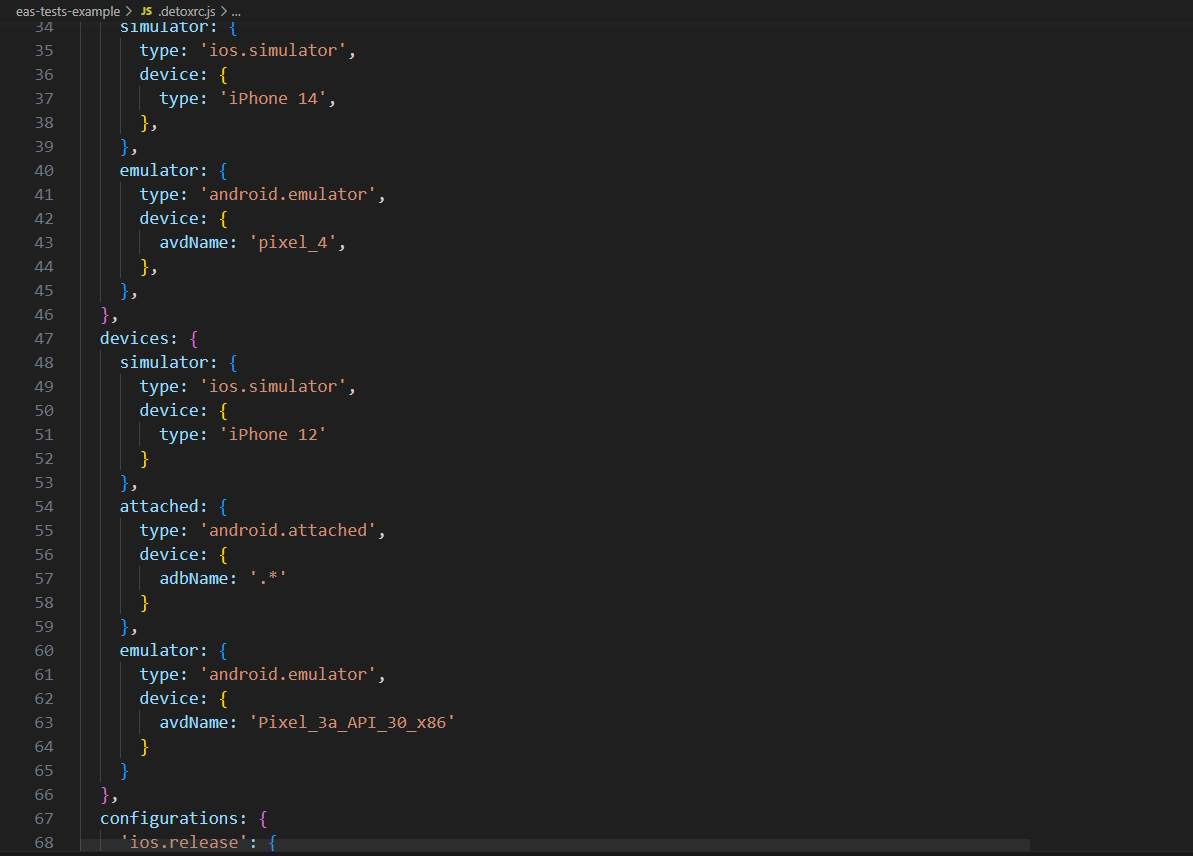 eas-tests-example > JS .detoxrc.js > ...
34 simulator: {
35 type: 'ios.simulator',
36 device: {
37 type: 'iPhone 14',
38 },
39 },
40 emulator: {
41 type: 'android.emulator',
42 device: {
43 avdName: 'pixel_4',
44 },
45 },
46 },
47 devices: {
48 simulator: {
49 type: 'ios.simulator',
50 device: {
51 type: 'iPhone 12'
52 }
53 },
54 attached: {
55 type: 'android.attached',
56 device: {
57 adbName: '.*'
58 }
59 },
60 emulator: {
61 type: 'android.emulator',
62 device: {
63 avdName: 'Pixel_3a_API_30_x86'
64 }
65 }
66 },
67 configurations: {
68 'ios.release': {